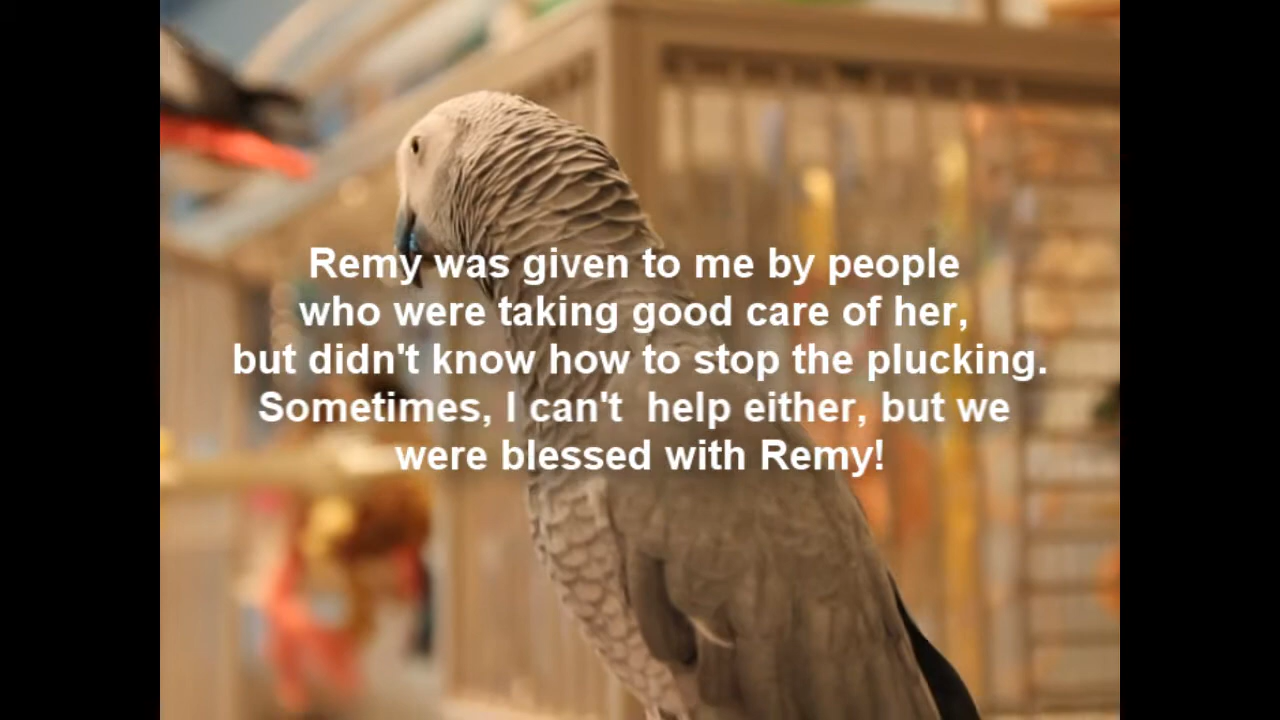 Remy was given to me by people
who were taking good care of her,
but didn't know how to stop the plucking.
Sometimes, I can't  help either, but we
were blessed with Remy!